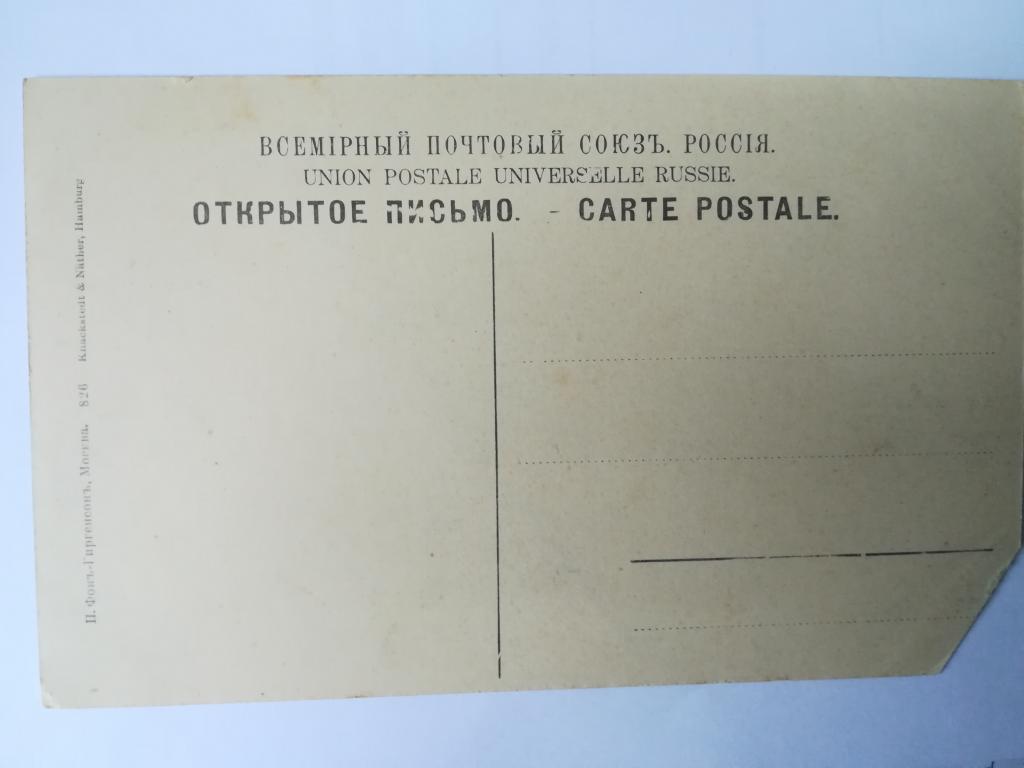 ВСЕМІРНЫЙ ПОЧТОВЫЙ СОЮЗЪ. РОССІЯ.
UNION POSTALE UNIVERSELLE RUSSIE.
ОТКРЫТОЕ ПИСЬМО. - CARTE POSTALE.
П. Фонъ-Гиргенсонъ, Москва. 826 Knackstedt & Näther, Hamburg